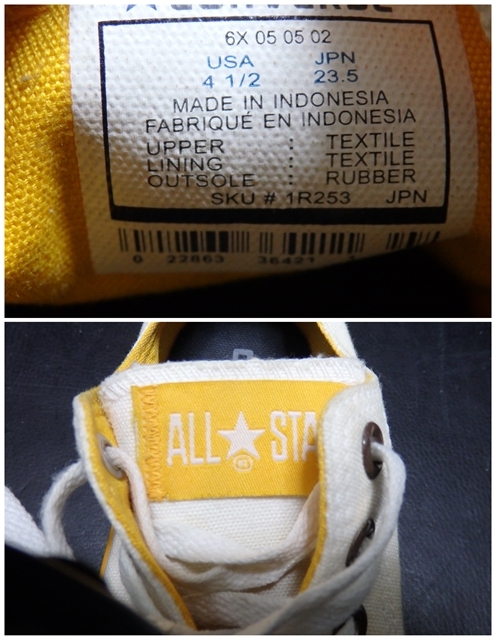 CONVERSE
6X 05 05 02
USA JPN
4 1/2 23.5
MADE IN INDONESIA
FABRIQUÉ EN INDONESIA
UPPER : TEXTILE
LINING : TEXTILE
OUTSOLE : RUBBER
SKU # 1R253 JPN
0 22863 36421
ALL ★ STA